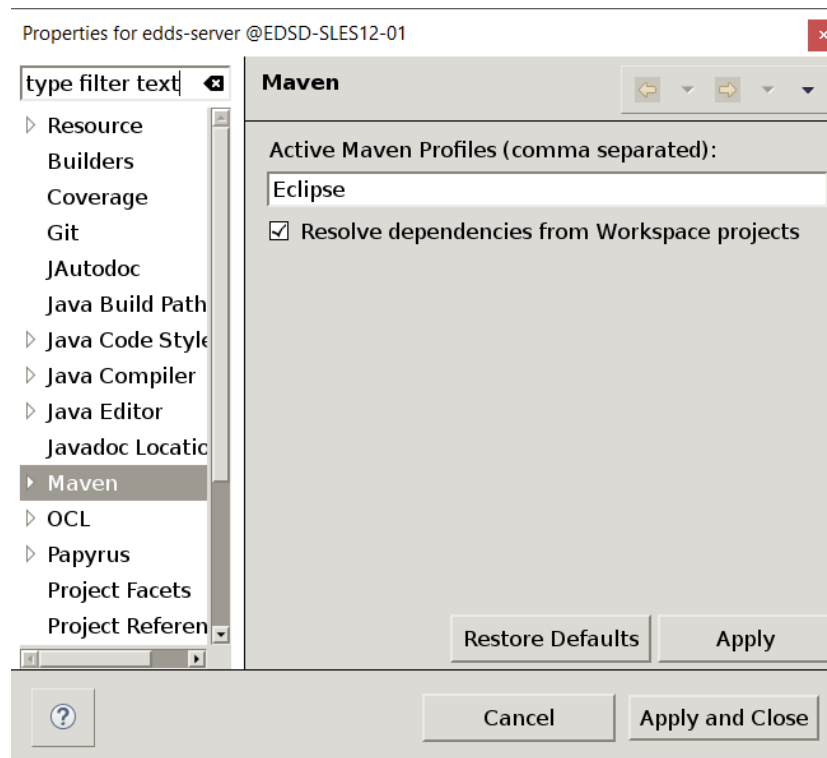 Properties for edds-server @EDSD-SLES12-01
type filter text
Resource
Builders
Coverage
Git
JAutodoc
Java Build Path
Java Code Style
Java Compiler
Java Editor
Javadoc Locatio
Maven
OCL
Papyrus
Project Facets
Project Referen
Maven
Active Maven Profiles (comma separated):
Eclipse
Resolve dependencies from Workspace projects
Restore Defaults
Apply
Cancel
Apply and Close